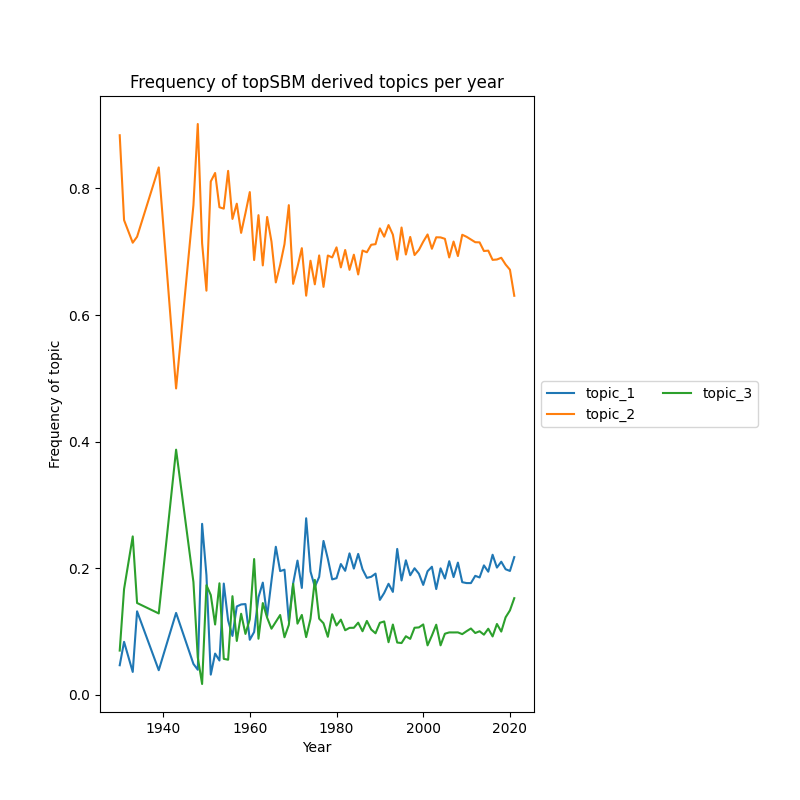 Frequency of topSBM derived topics per year
Frequency of topic
0.8
0.6
0.4
0.2
0.0
1940 1960 1980 2000 2020
Year
topic_1 topic_3
topic_2